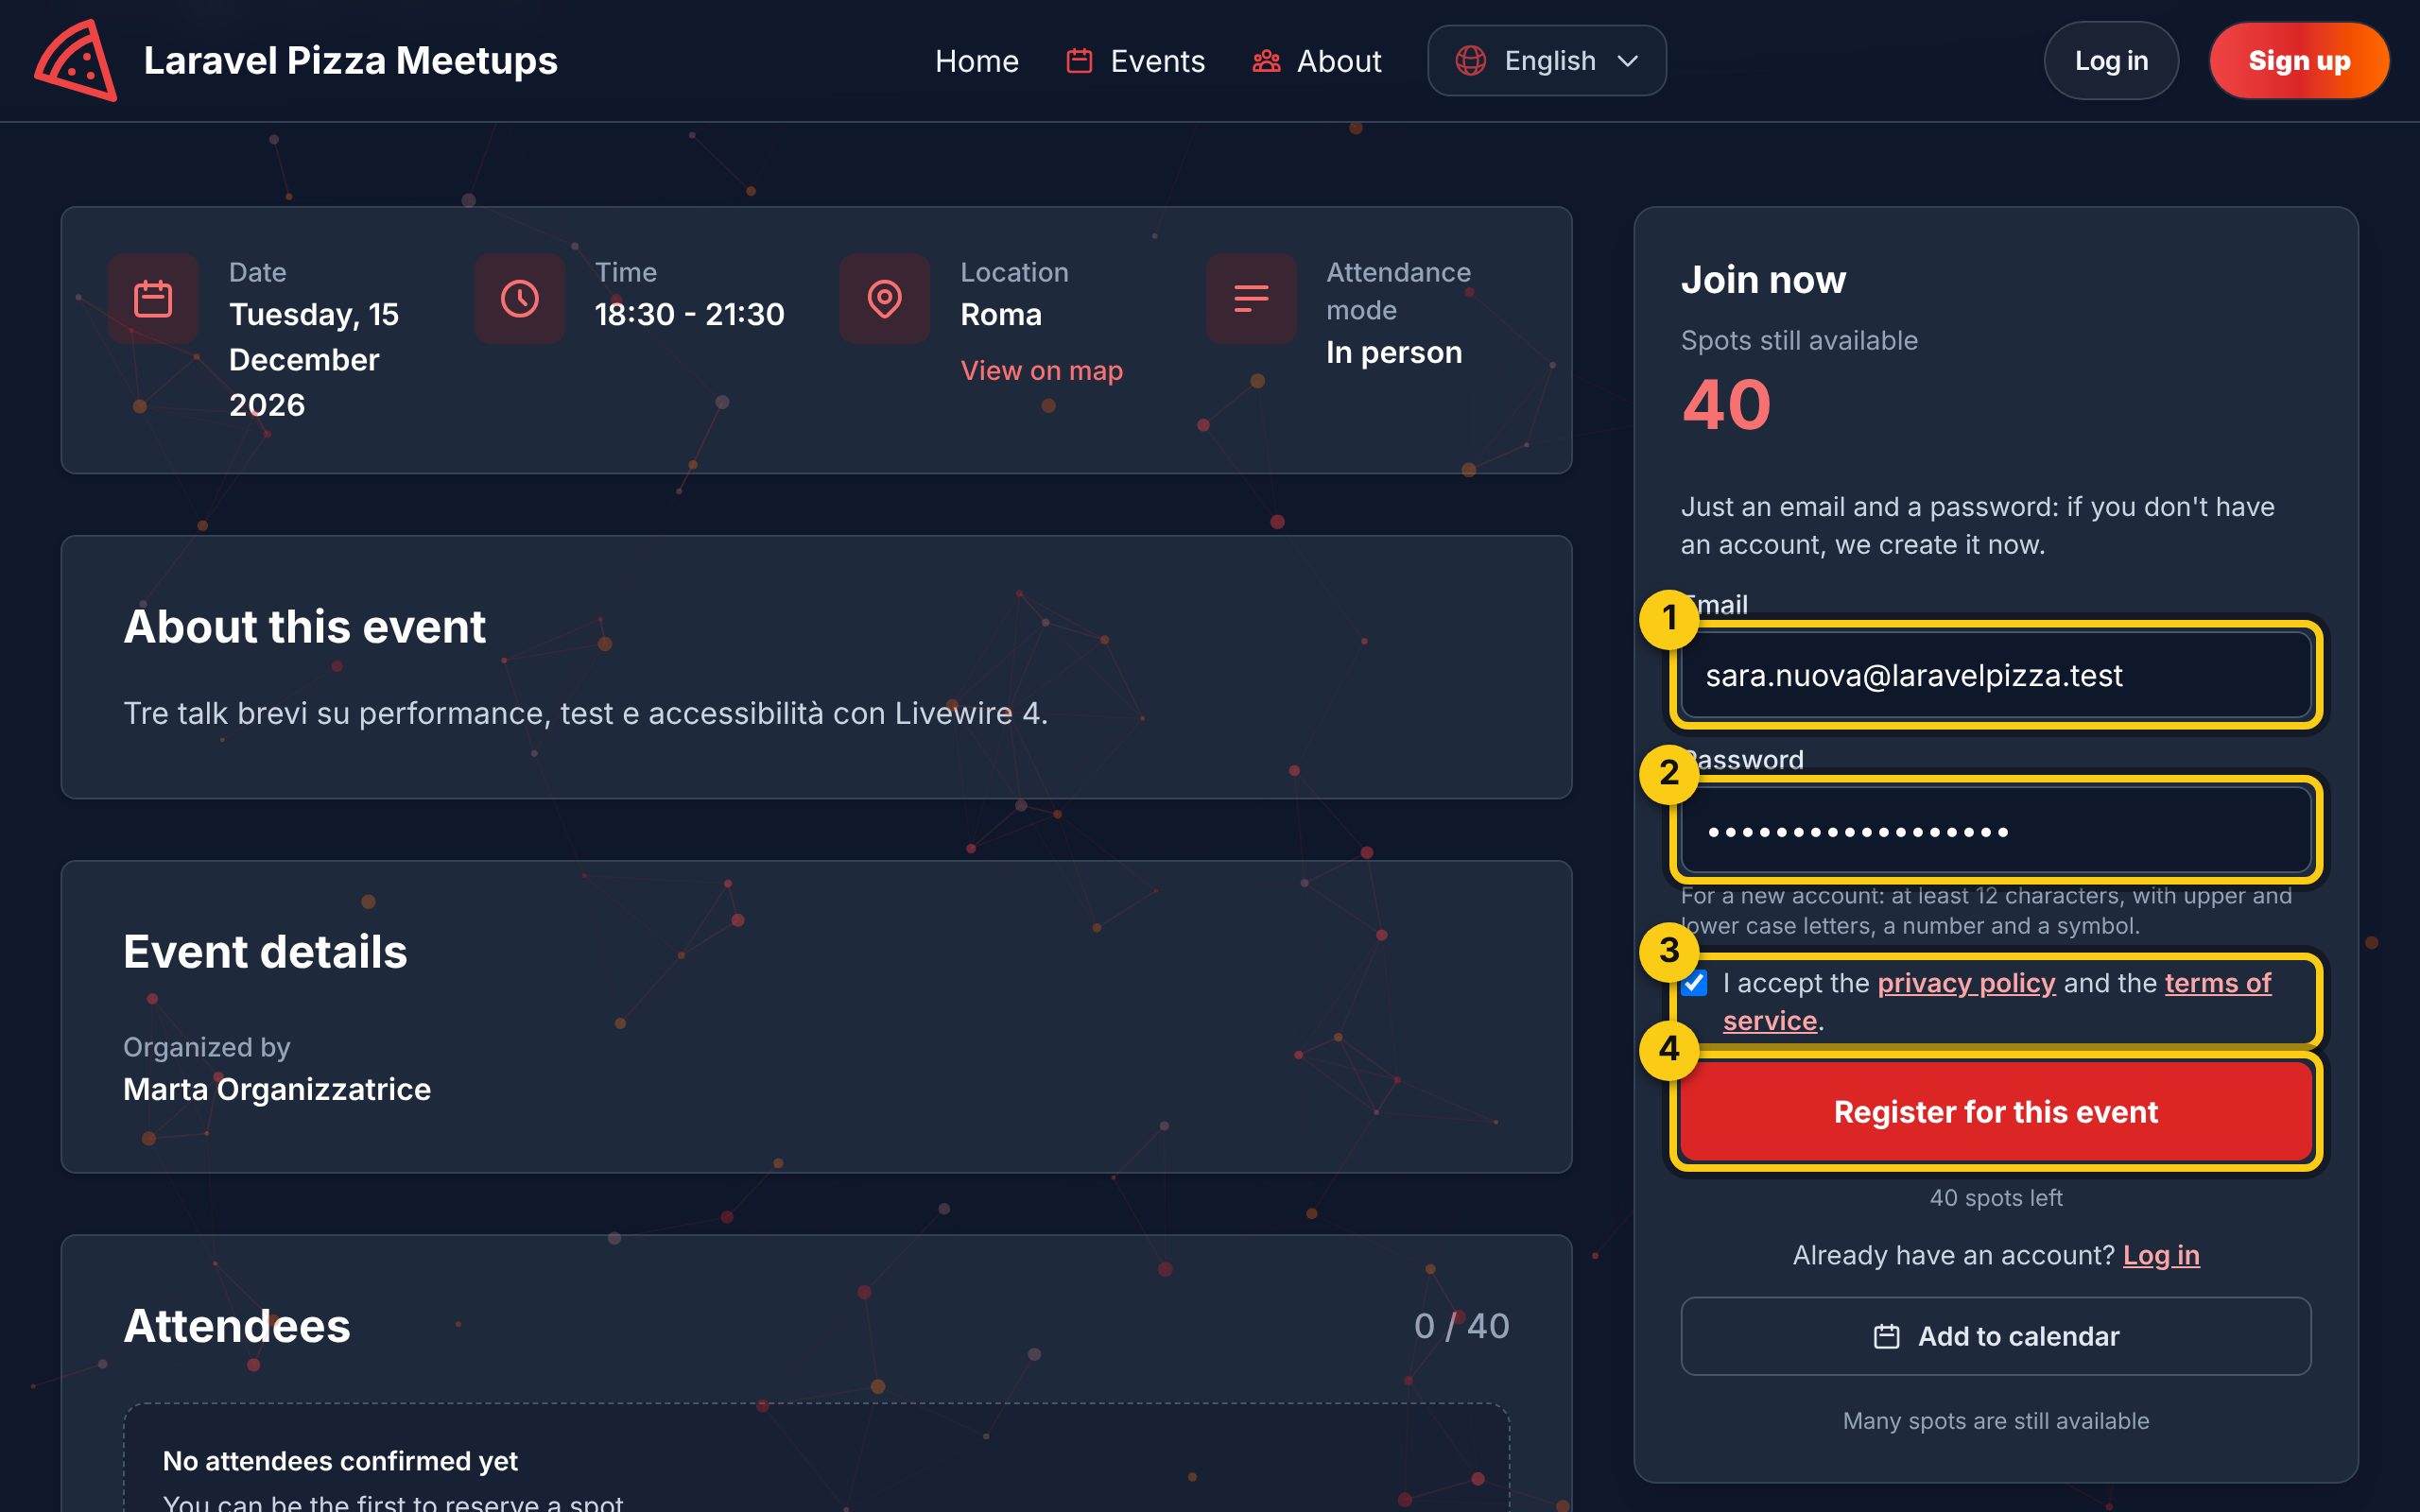 Laravel Pizza Meetups
Home
Events
About
English
Log in
Sign up
Date
Tuesday, 15
December
2026
Time
18:30 - 21:30
Location
Roma
View on map
Attendance
mode
In person
About this event
Tre talk brevi su performance, test e accessibilità con Livewire 4.
Event details
Organized by
Marta Organizzatrice
Attendees
0 / 40
No attendees confirmed yet
You can be the first to reserve a spot
Join now
Spots still available
40
Just an email and a password: if you don't have
an account, we create it now.
Email
1
sara.nuova@laravelpizza.test
Password
2
••••••••••••••••••
For a new account: at least 12 characters, with upper and
lower case letters, a number and a symbol.
3
I accept the privacy policy and the terms of
service.
4
Register for this event
40 spots left
Already have an account? Log in
Add to calendar
Many spots are still available